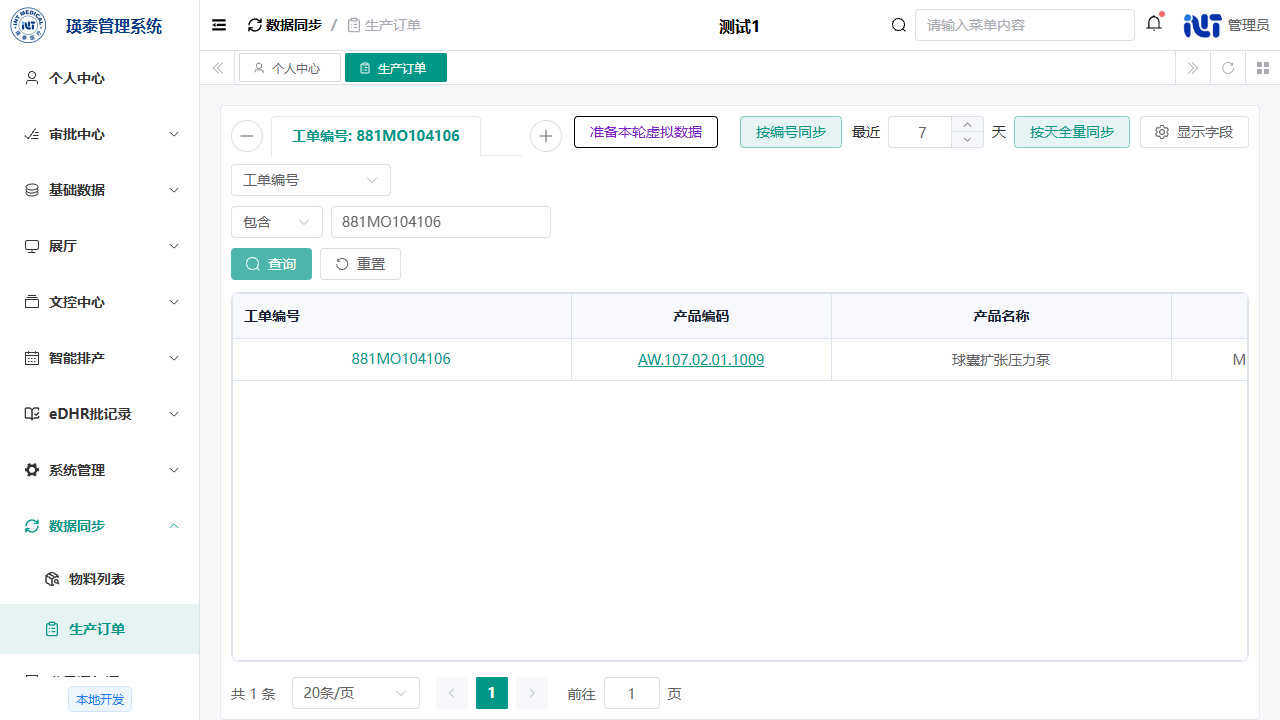 瑛泰管理系统
数据同步 / 生产订单
测试1
请输入菜单内容
管理员
个人中心
生产订单
个人中心
审批中心
基础数据
展厅
文控中心
智能排产
eDHR批记录
系统管理
数据同步
物料列表
生产订单
本地开发
工单编号: 881MO104106
准备本轮虚拟数据
按编号同步
最近 7 天
按天全量同步
显示字段
工单编号
包含 881MO104106
查询 重置
工单编号 产品编码 产品名称
881MO104106 AW.107.02.01.1009 球囊扩张压力泵 M
共 1 条 20条/页 1 前往 1 页